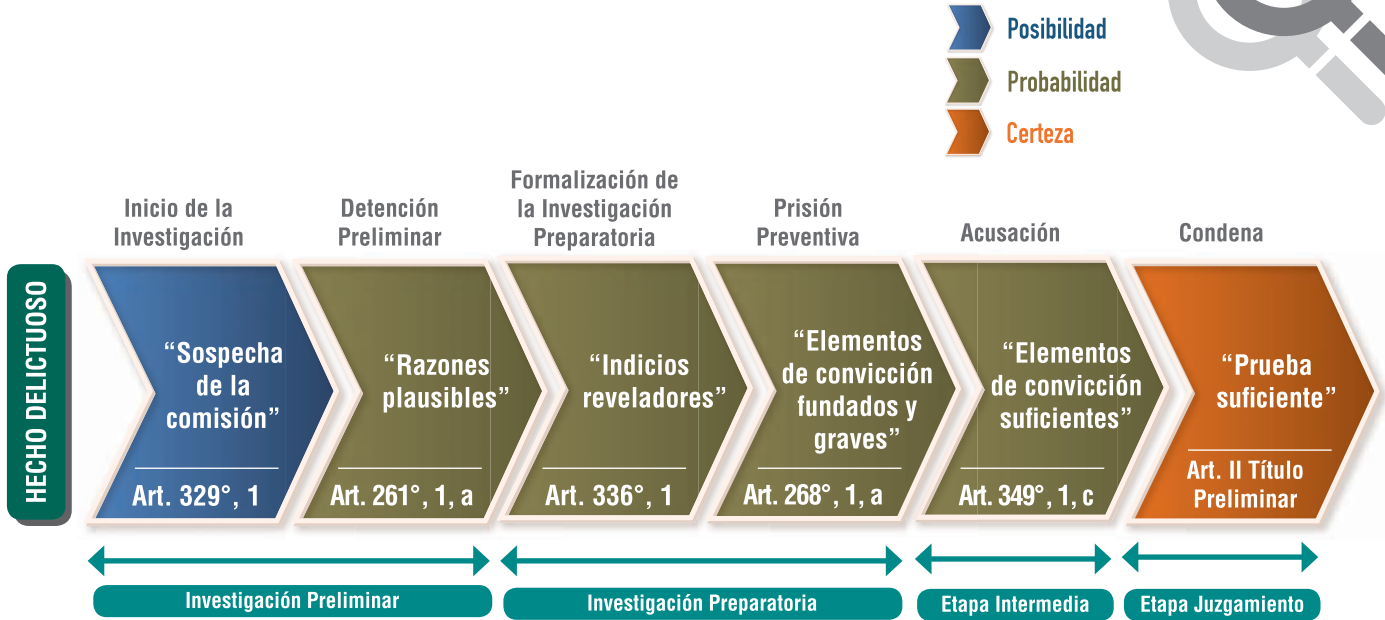 Posibilidad
Probabilidad
Certeza
Inicio de la
Investigación
Detención
Preliminar
Formalización de
la Investigación
Preparatoria
Prisión
Preventiva
Acusación
Condena
HECHO DELICTUOSO
“Sospecha
de la
comisión”
Art. 329°, 1
“Razones
plausibles”
Art. 261°, 1, a
“Indicios
reveladores”
Art. 336°, 1
“Elementos
de convicción
fundados y
graves”
Art. 268°, 1, a
“Elementos
de convicción
suficientes”
Art. 349°, 1, c
“Prueba
suficiente”
Art. II Título
Preliminar
Investigación Preliminar
Investigación Preparatoria
Etapa Intermedia
Etapa Juzgamiento